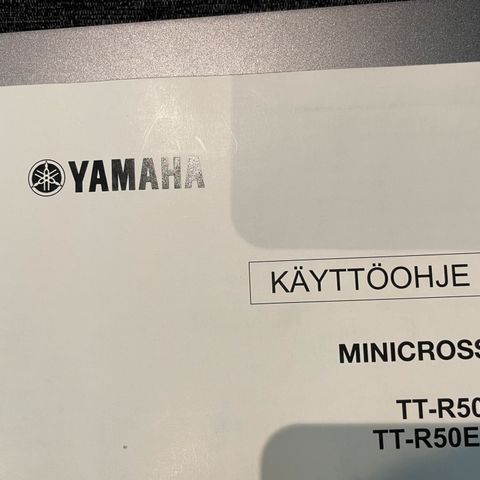 YAMAHA
KÄYTTÖOHJE
MINICROSS
TT-R50
TT-R50E